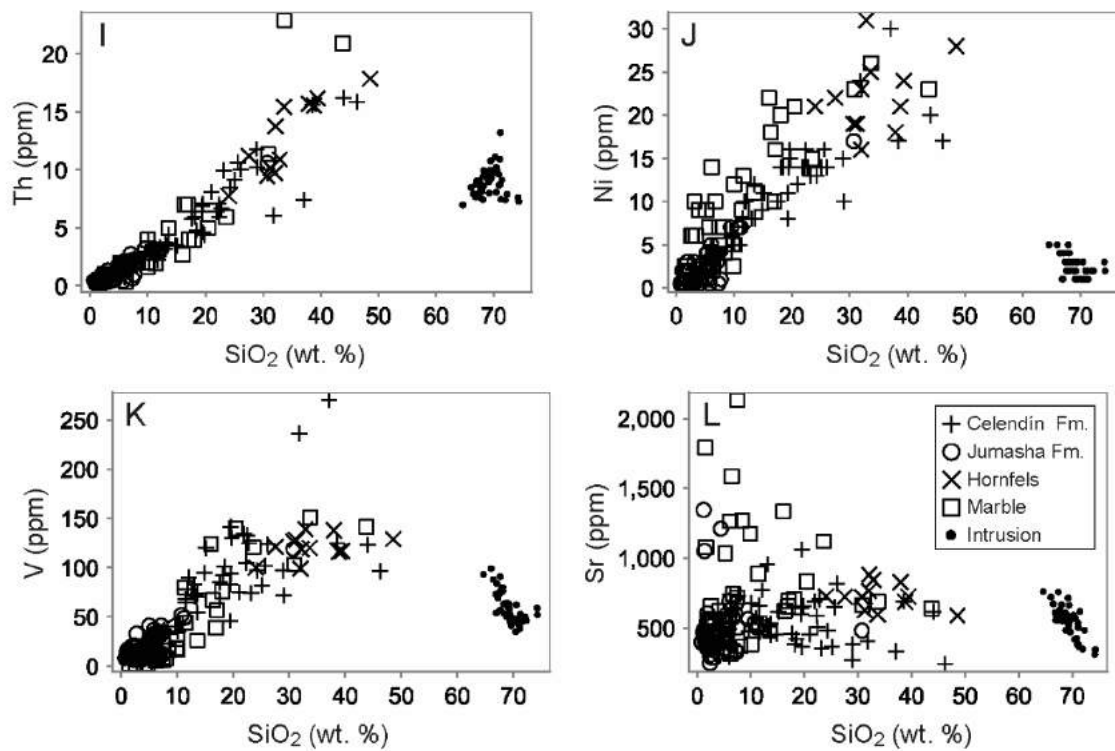 I
Th (ppm)
20
15
10
5
0
0 10 20 30 40 50 60 70
SiO₂ (wt. %)
J
Ni (ppm)
30
25
20
15
10
5
0
0 10 20 30 40 50 60 70
SiO₂ (wt. %)
K
V (ppm)
250
200
150
100
50
0
0 10 20 30 40 50 60 70
SiO₂ (wt. %)
L
Sr (ppm)
2,000
1,500
1,000
500
0 10 20 30 40 50 60 70
SiO₂ (wt. %)
Celendín Fm.
Jumasha Fm.
Hornfels
Marble
Intrusion